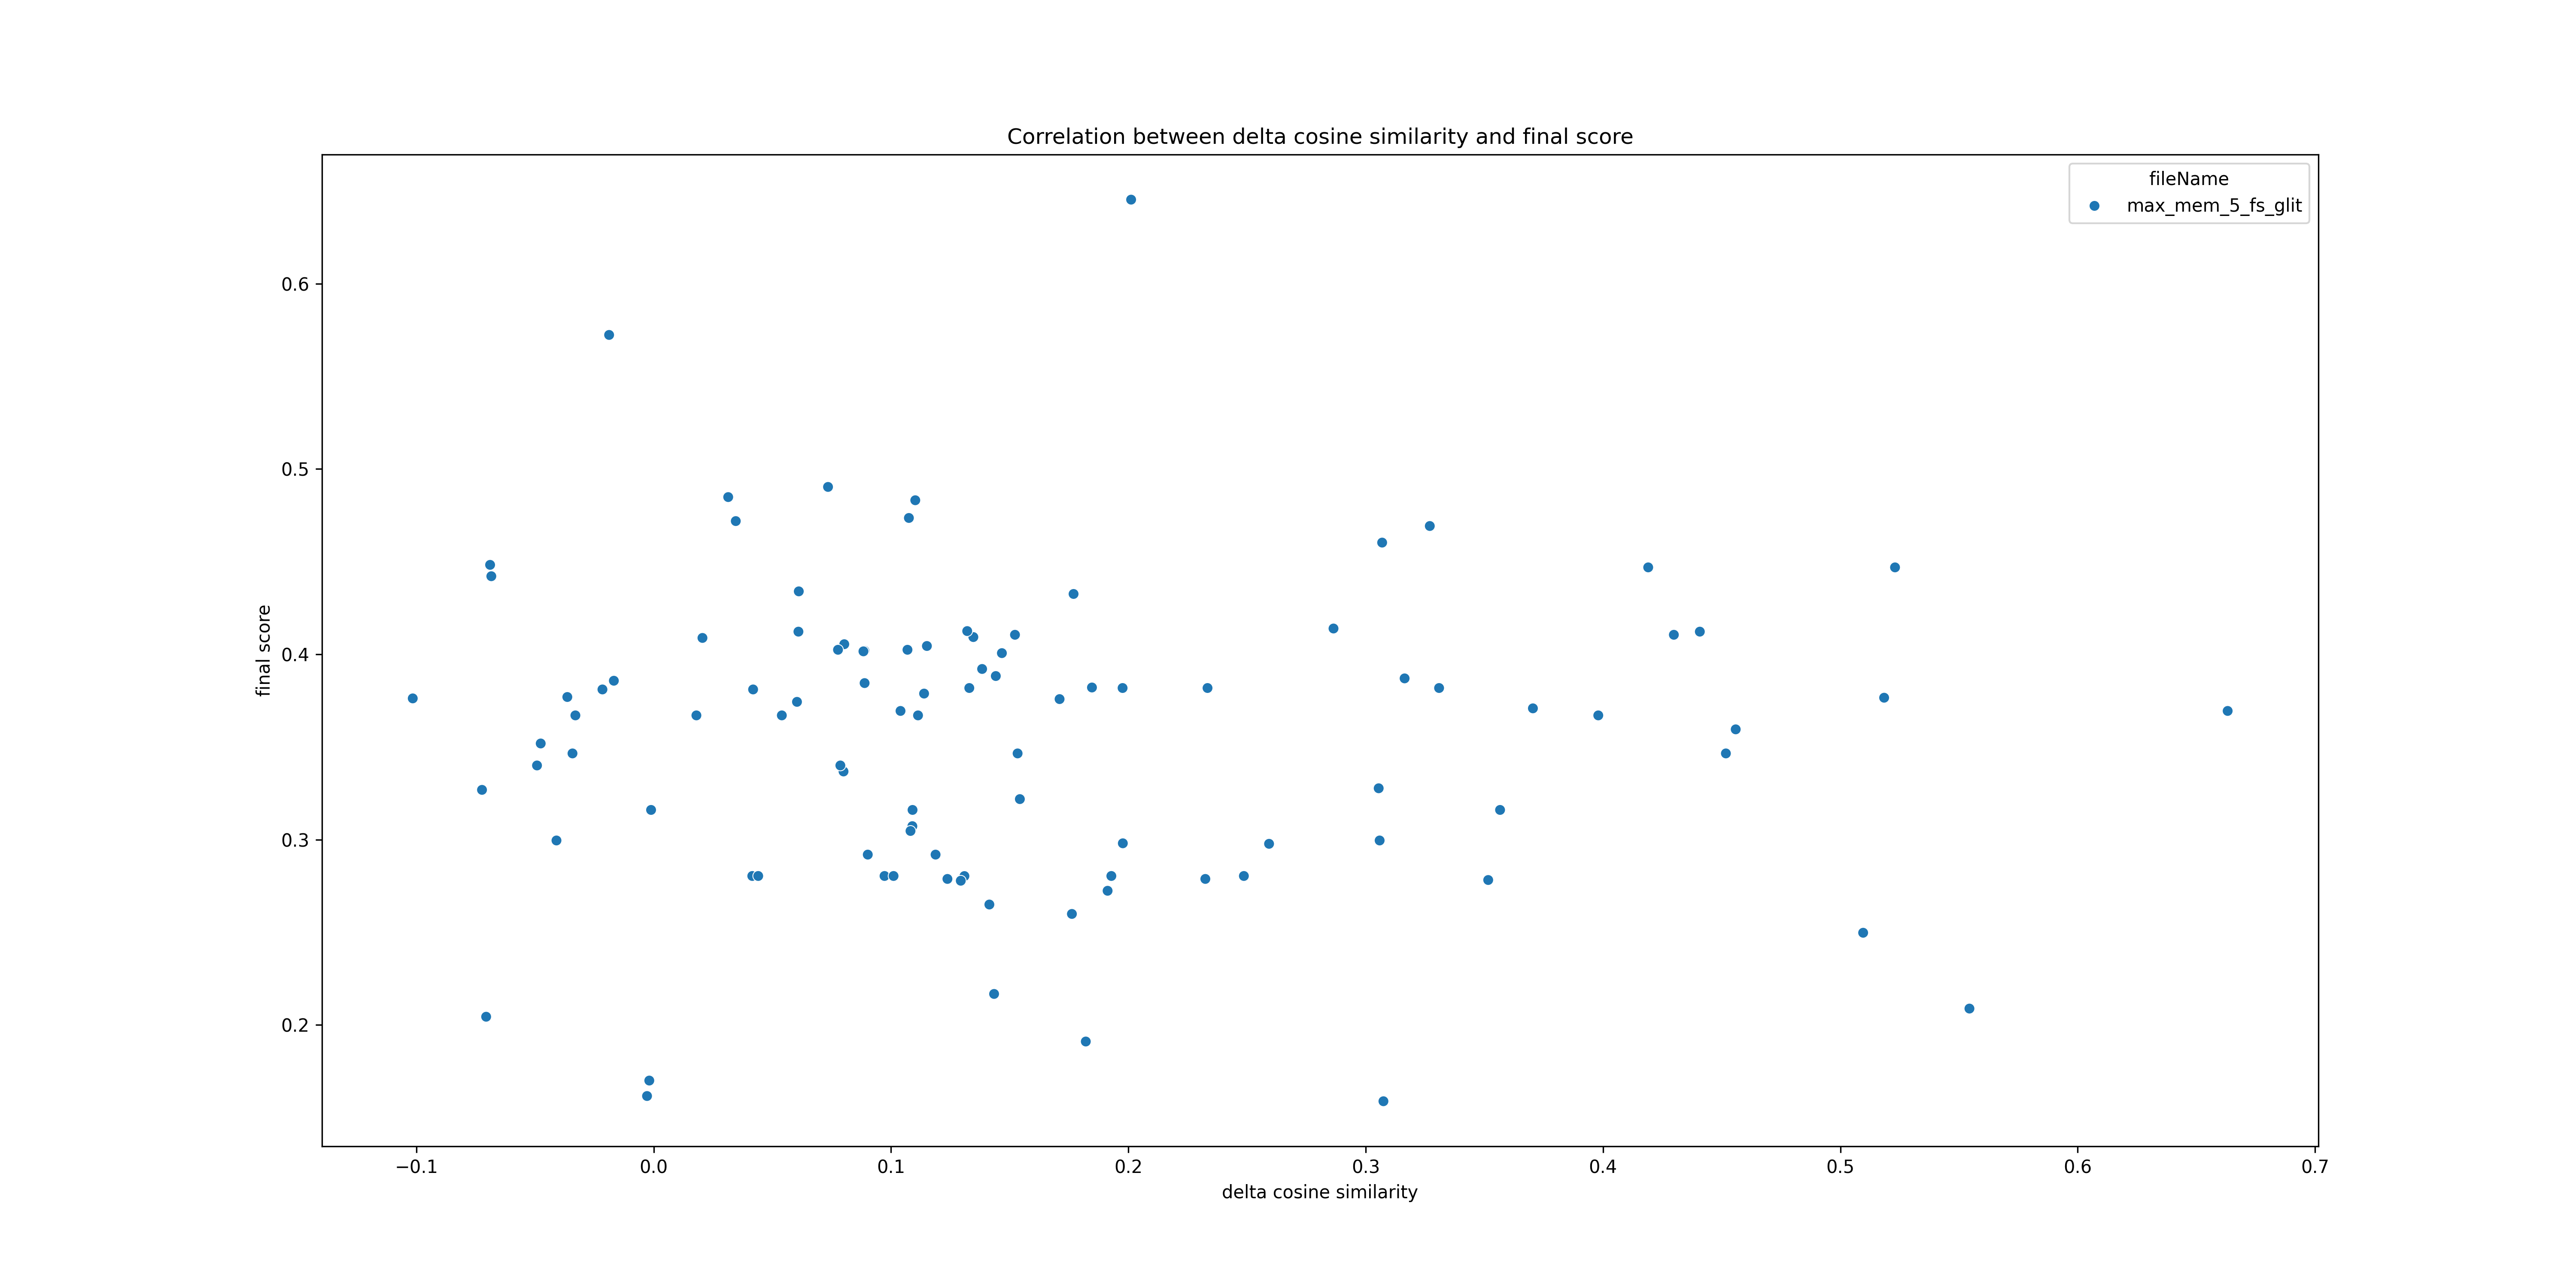 Correlation between delta cosine similarity and final score
fileName
max_mem_5_fs_glit
0.6
0.5
0.4
0.3
0.2
final score
−0.1 0.0 0.1 0.2 0.3 0.4 0.5 0.6 0.7
delta cosine similarity